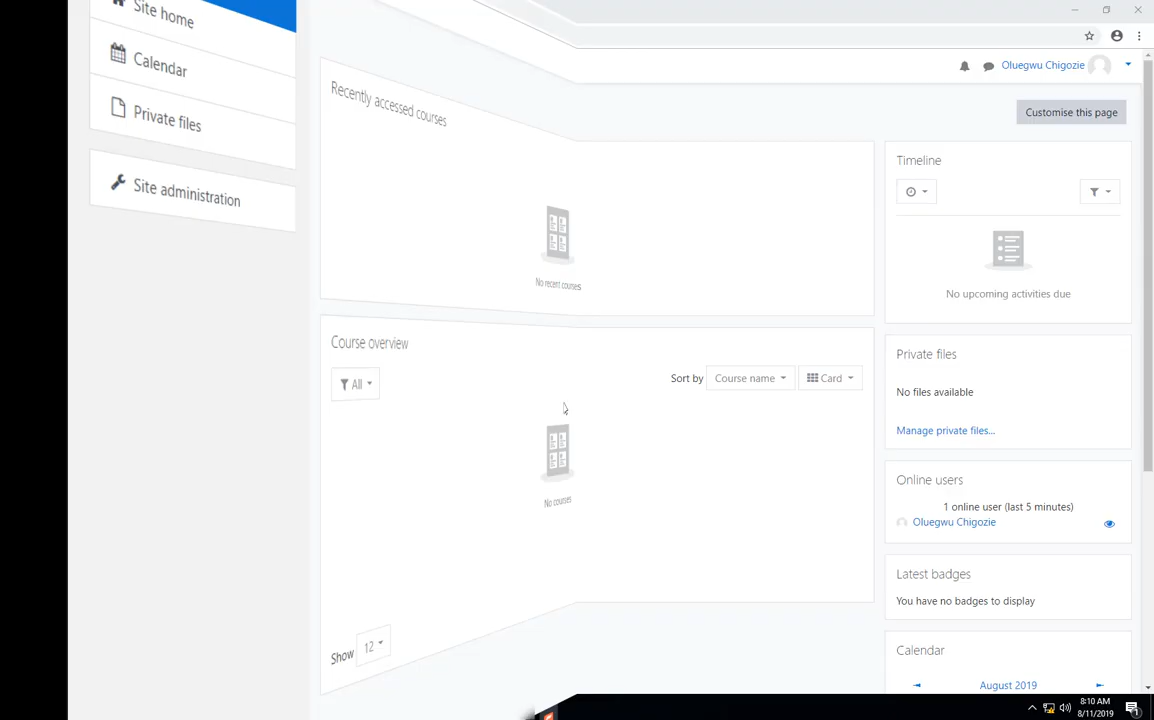 Site home
Calendar
Private files
Site administration
Oluegwu Chigozie
Customise this page
Recently accessed courses
No recent courses
Course overview
All
Sort by Course name Card
No courses
Show 12
Timeline
No upcoming activities due
Private files
No files available
Manage private files...
Online users
1 online user (last 5 minutes)
Oluegwu Chigozie
Latest badges
You have no badges to display
Calendar
August 2019
8:10 AM
8/11/2019
1